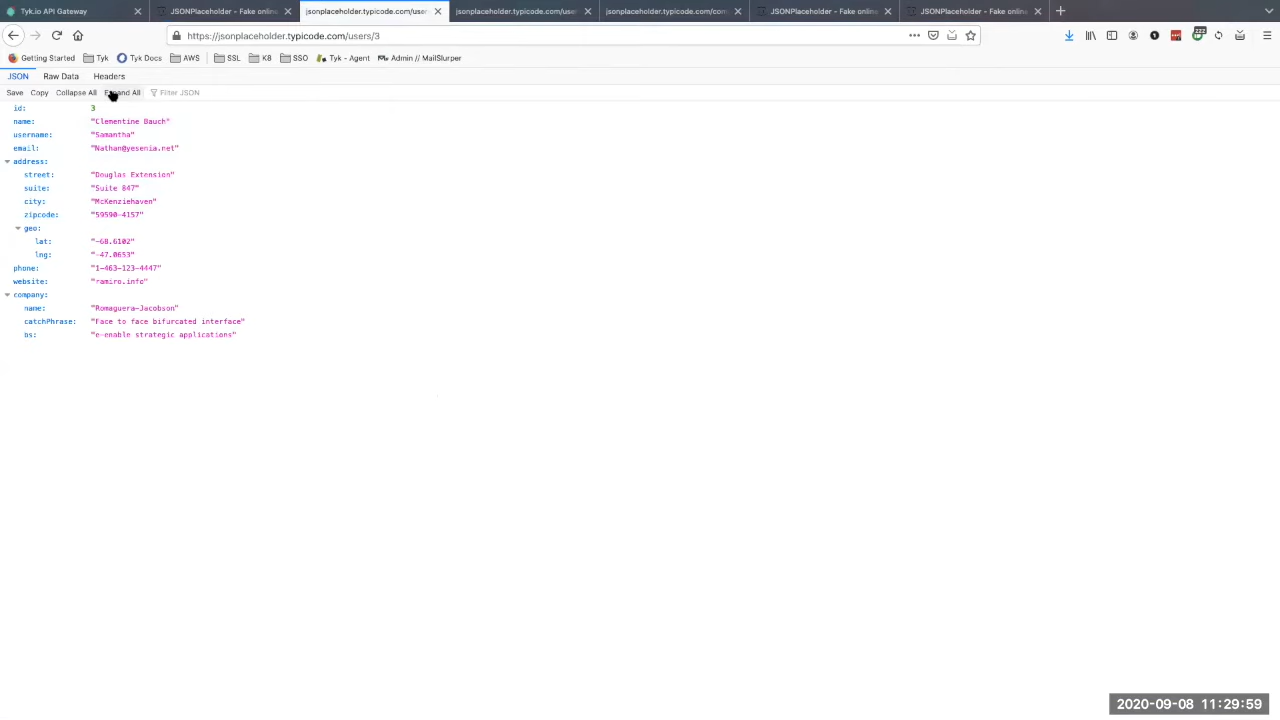 Tyk.io API Gateway
JSONPlaceholder - Fake online
jsonplaceholder.typicode.com/user
jsonplaceholder.typicode.com/use
jsonplaceholder.typicode.com/com
JSONPlaceholder - Fake online
JSONPlaceholder - Fake online
https://jsonplaceholder.typicode.com/users/3
Getting Started Tyk Tyk Docs AWS SSL K8 SSO Tyk - Agent Admin // MailSlurper
JSON Raw Data Headers
Save Copy Collapse All Expand All Filter JSON
id: 3
name: "Clementine Bauch"
username: "Samantha"
email: "Nathan@yesenia.net"
address:
street: "Douglas Extension"
suite: "Suite 847"
city: "McKenziehaven"
zipcode: "59590-4157"
geo:
lat: "-68.6102"
lng: "-47.0653"
phone: "1-463-123-4447"
website: "ramiro.info"
company:
name: "Romaguera-Jacobson"
catchPhrase: "Face to face bifurcated interface"
bs: "e-enable strategic applications"
2020-09-08 11:29:59